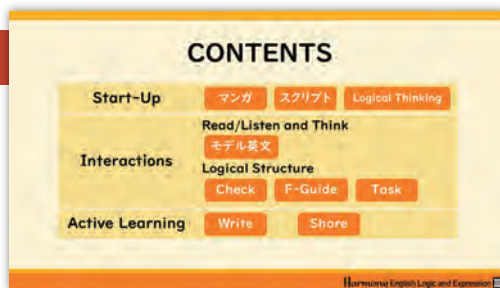 CONTENTS
Start-Up
マンガ スクリプト Logical Thinking
Interactions
Read/Listen and Think
モデル英文
Logical Structure
Check F-Guide Task
Active Learning
Write Share
Harmony English Logic and Expression